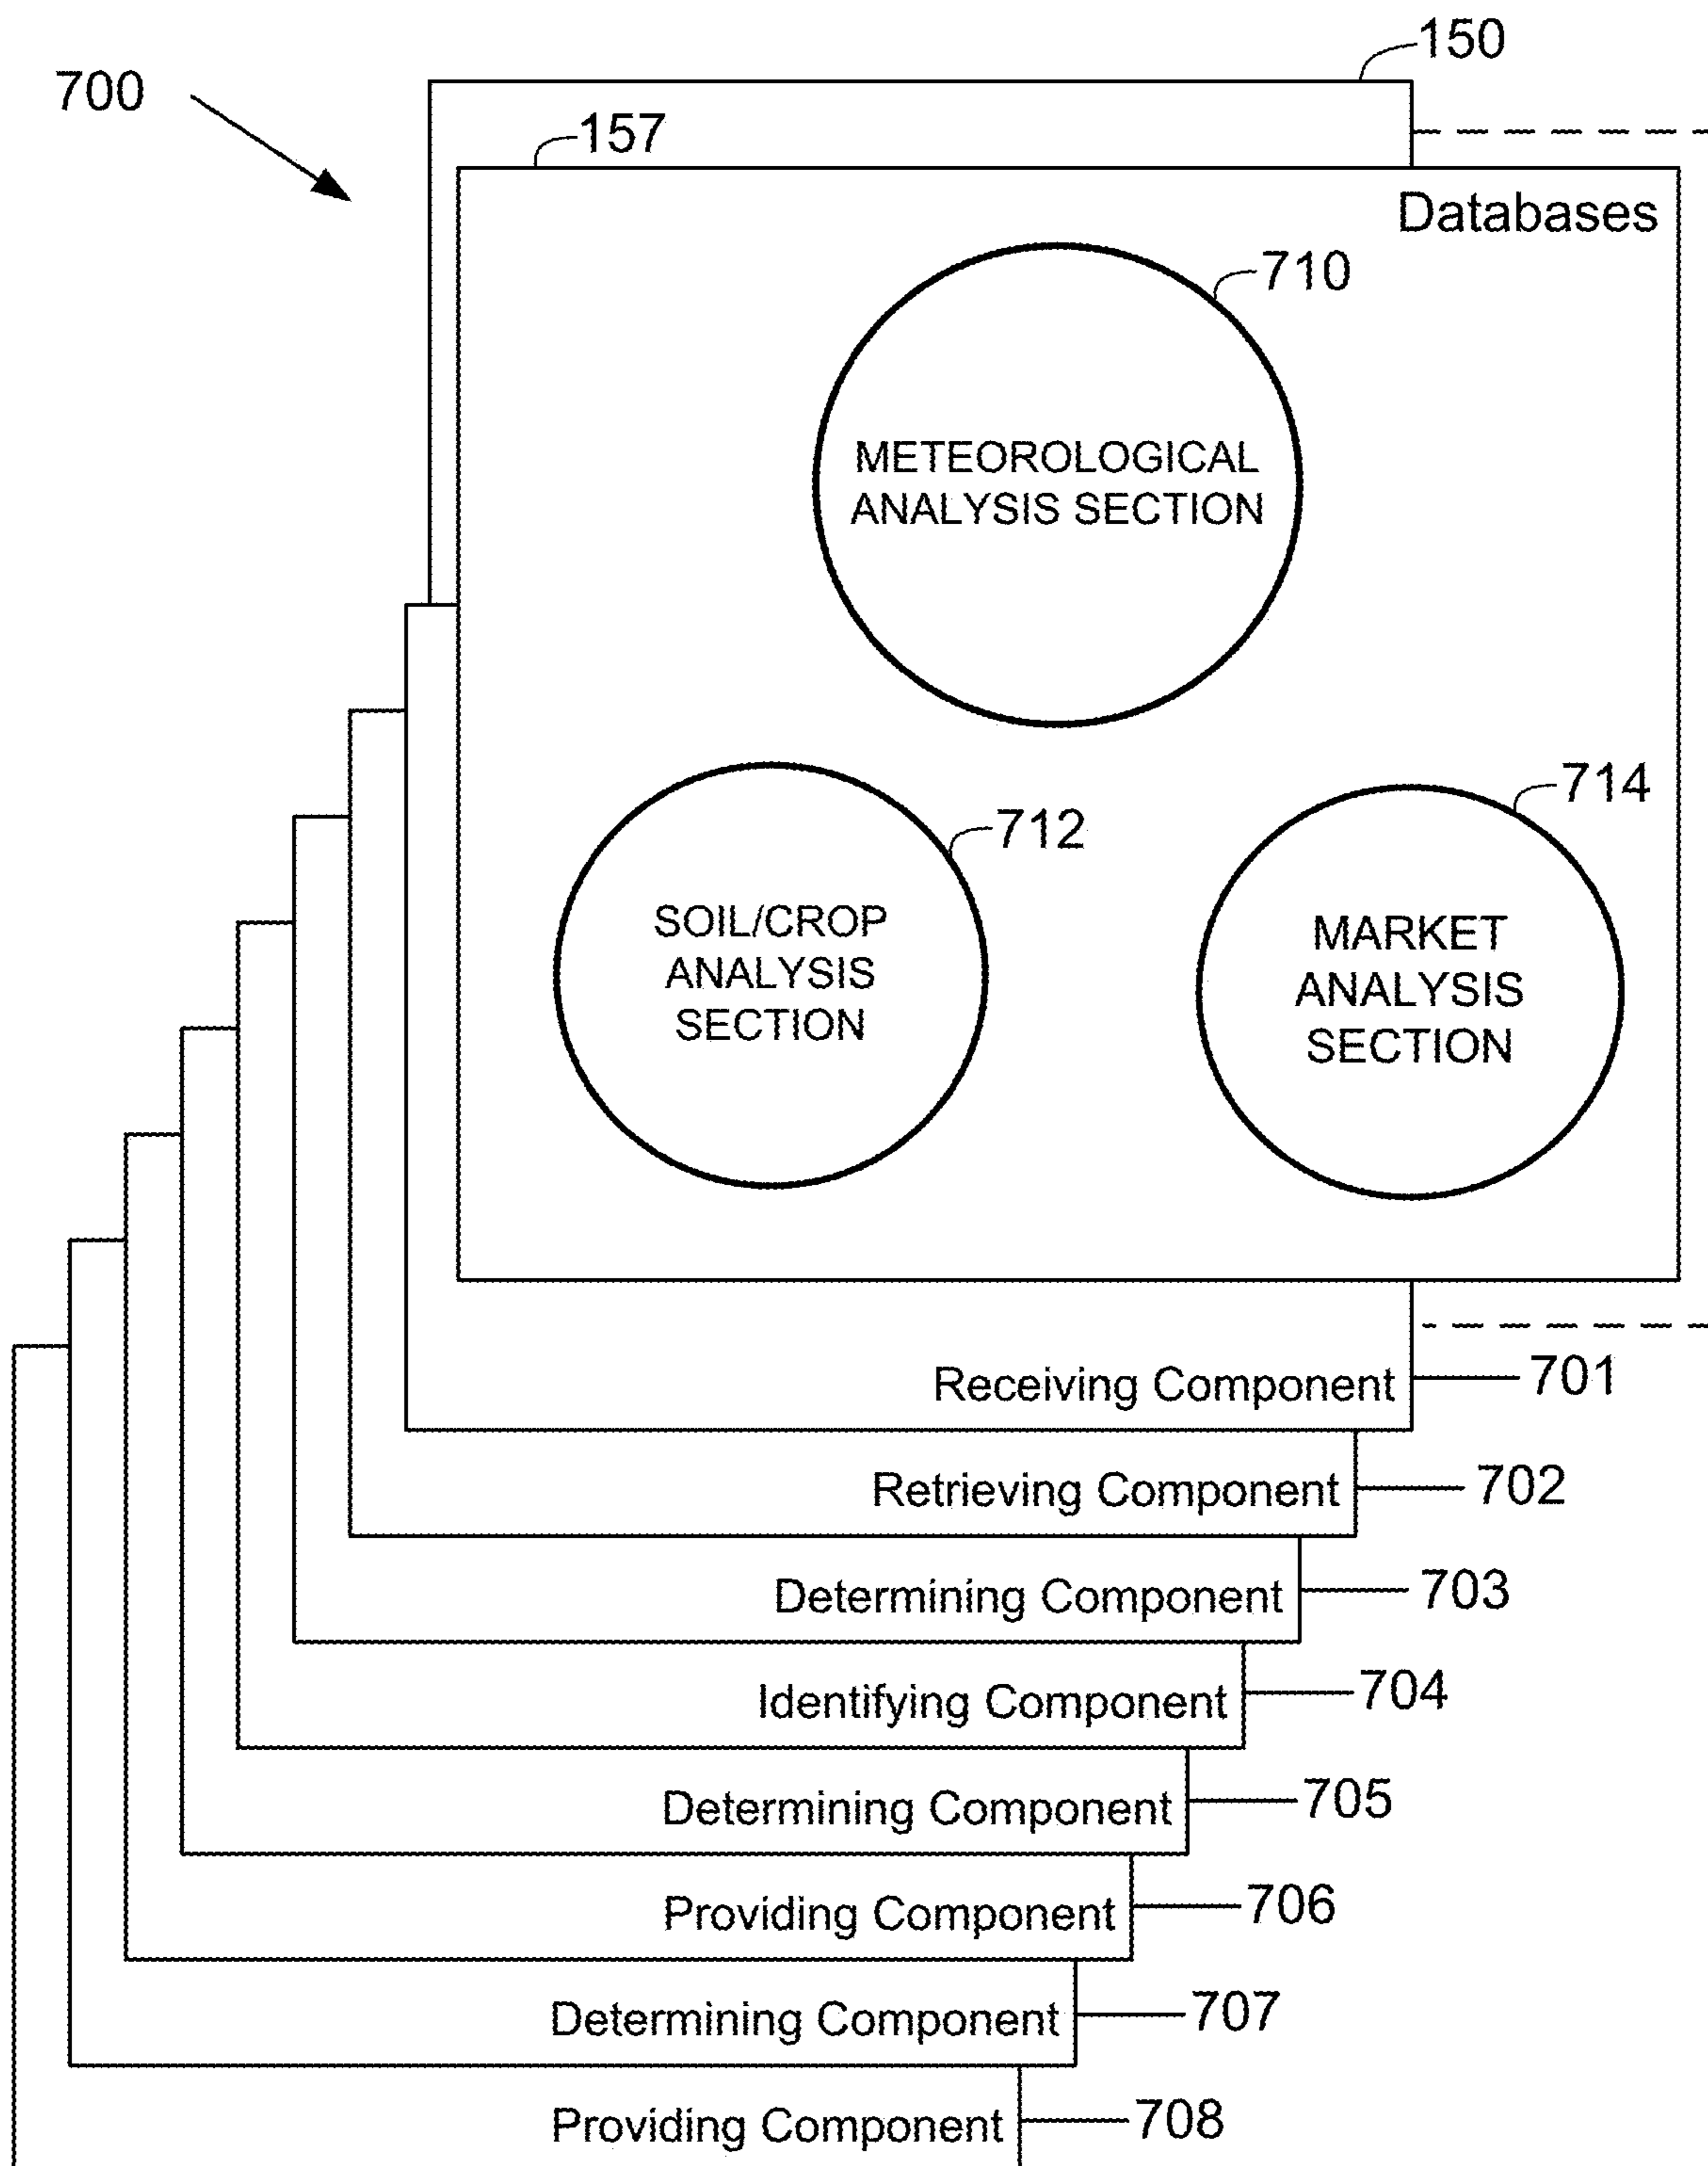 150
700
157
Databases
710
METEOROLOGICAL
ANALYSIS SECTION
714
712
SOIL/CROP
ANALYSIS
SECTION
MARKET
ANALYSIS
SECTION
Receiving Component 701
Retrieving Component 702
Determining Component 703
Identifying Component 704
Determining Component 705
Providing Component 706
Determining Component 707
Providing Component 708